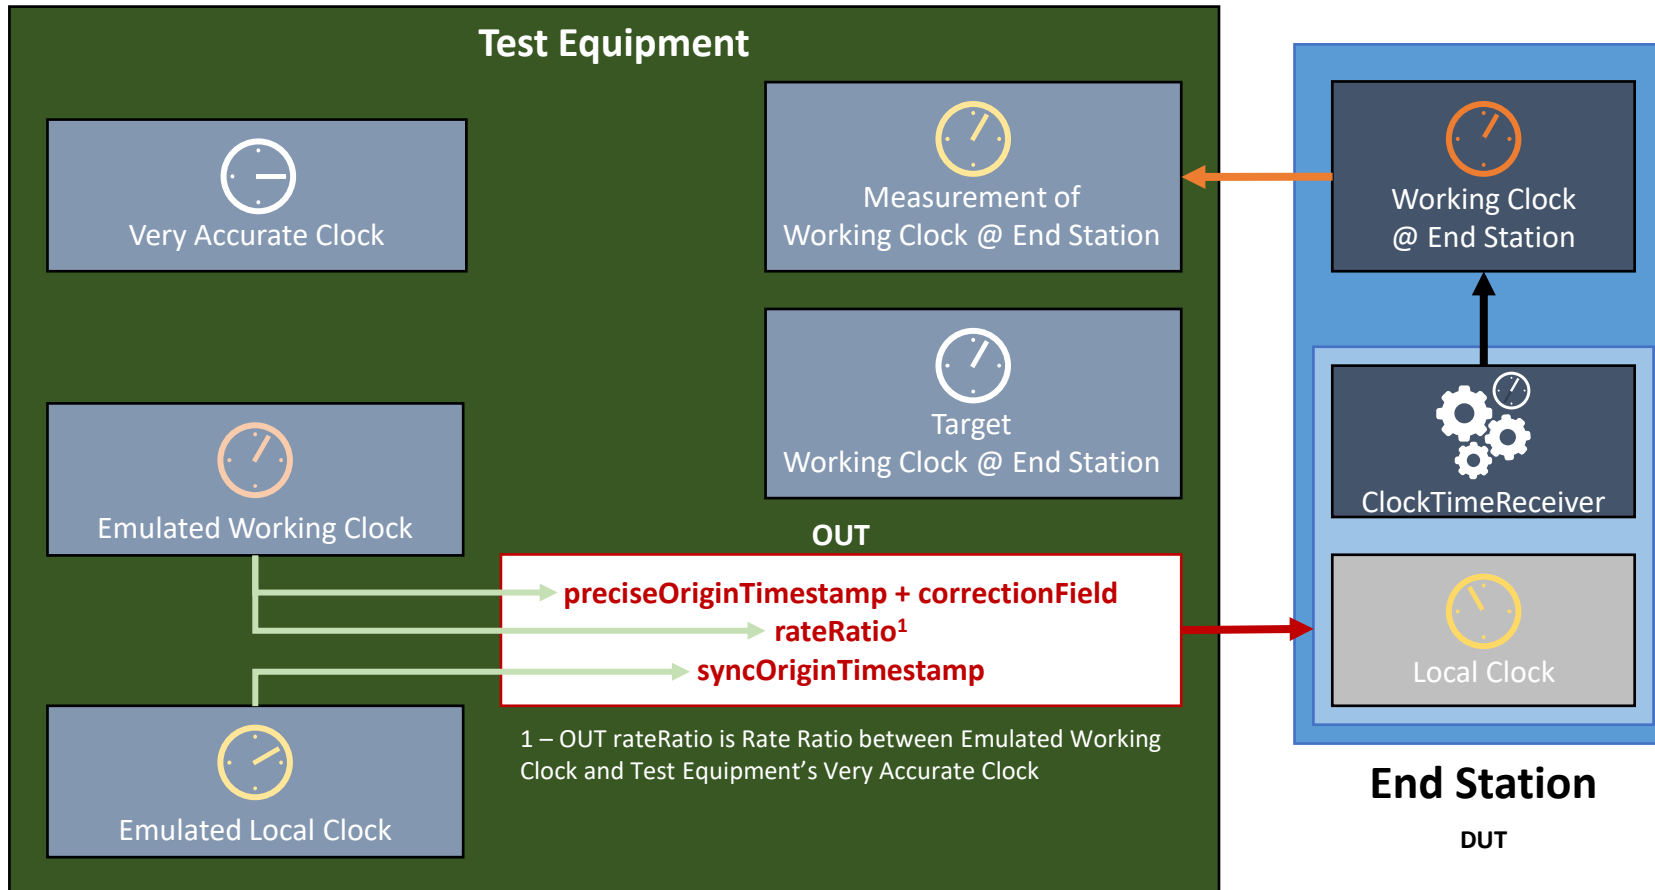 Test Equipment
Very Accurate Clock
Measurement of
Working Clock @ End Station
Working Clock
@ End Station
Target
Working Clock @ End Station
ClockTimeReceiver
Emulated Working Clock
OUT
preciseOriginTimestamp + correctionField
rateRatio¹
syncOriginTimestamp
Local Clock
1 – OUT rateRatio is Rate Ratio between Emulated Working
Clock and Test Equipment’s Very Accurate Clock
Emulated Local Clock
End Station
DUT